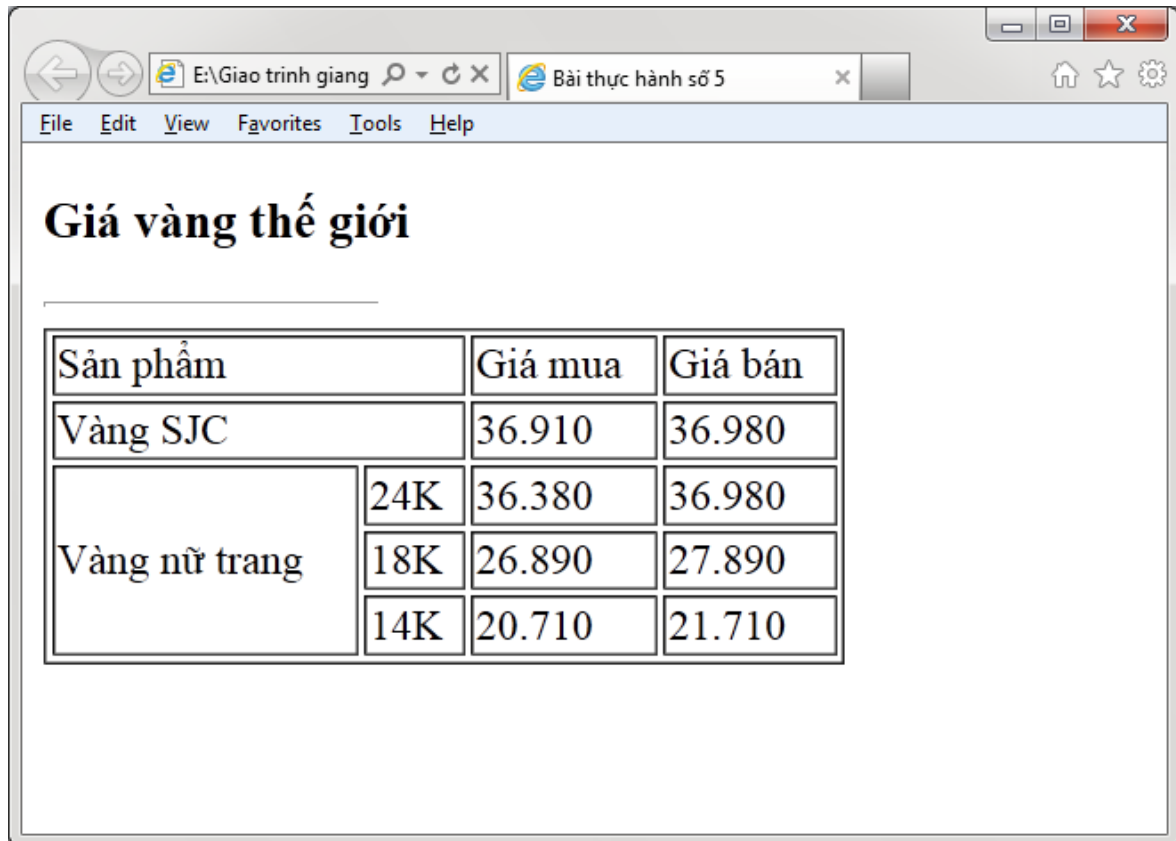 E:\Giao trinh giang
Bài thực hành số 5
File Edit View Favorites Tools Help
Giá vàng thế giới
Sản phẩm Giá mua Giá bán
Vàng SJC 36.910 36.980
24K 36.380 36.980
Vàng nữ trang 18K 26.890 27.890
14K 20.710 21.710